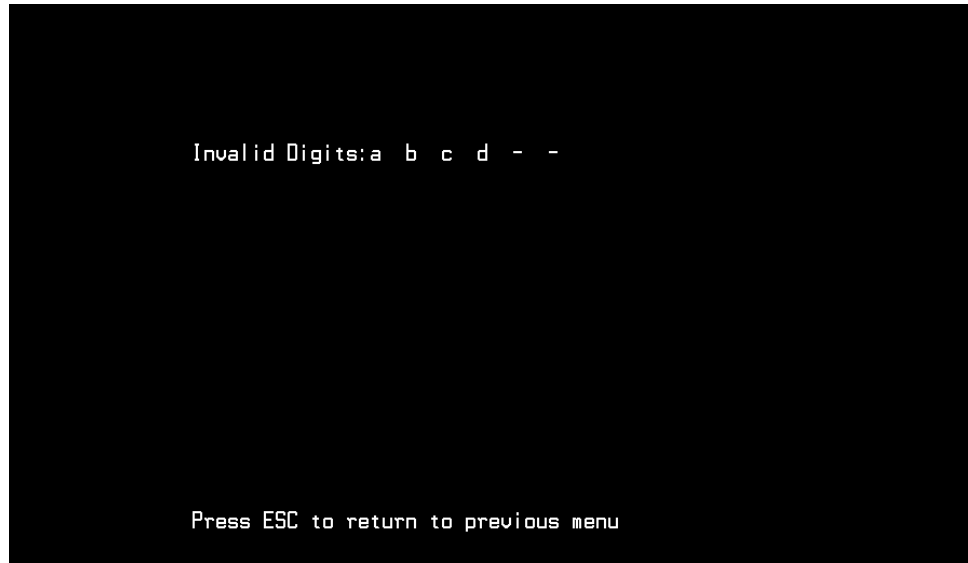 Invalid Digits:a b c d - -
Press ESC to return to previous menu